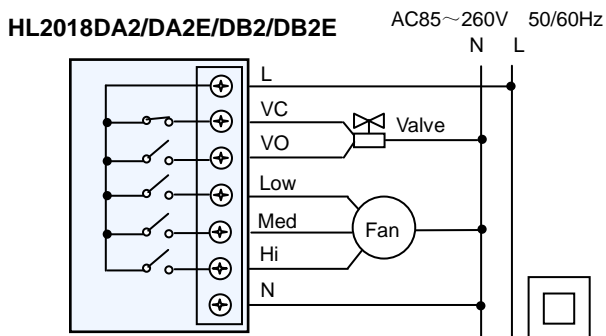 HL2018DA2/DA2E/DB2/DB2E
AC85～260V 50/60Hz
N L
L
VC
VO
Valve
Low
Med
Fan
Hi
N